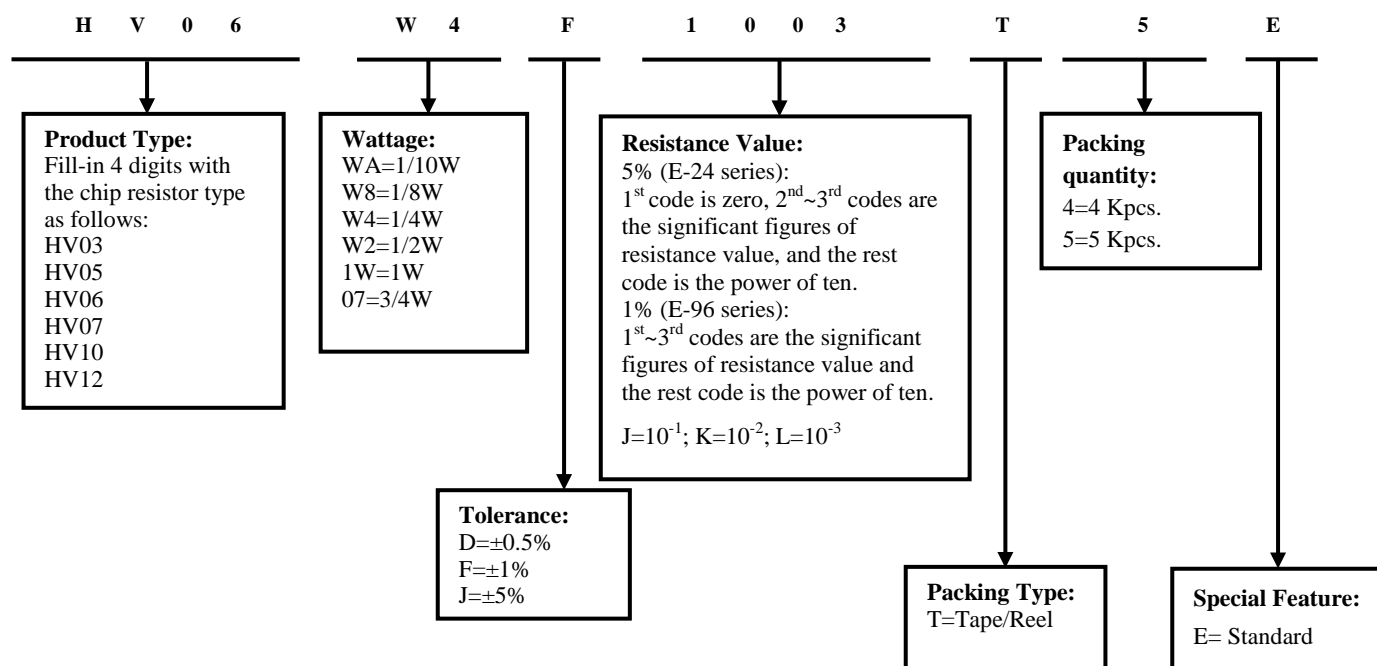 H V 0 6 W 4 F 1 0 0 3 T 5 E
Product Type:
Fill-in 4 digits with
the chip resistor type
as follows:
HV03
HV05
HV06
HV07
HV10
HV12
Wattage:
WA=1/10W
W8=1/8W
W4=1/4W
W2=1/2W
1W=1W
07=3/4W
Resistance Value:
5% (E-24 series):
1st code is zero, 2nd~3rd codes are
the significant figures of
resistance value, and the rest
code is the power of ten.
1% (E-96 series):
1st~3rd codes are the significant
figures of resistance value and
the rest code is the power of ten.
J=10-1; K=10-2; L=10-3
Packing
quantity:
4=4 Kpcs.
5=5 Kpcs.
Tolerance:
D=±0.5%
F=±1%
J=±5%
Packing Type:
T=Tape/Reel
Special Feature:
E= Standard